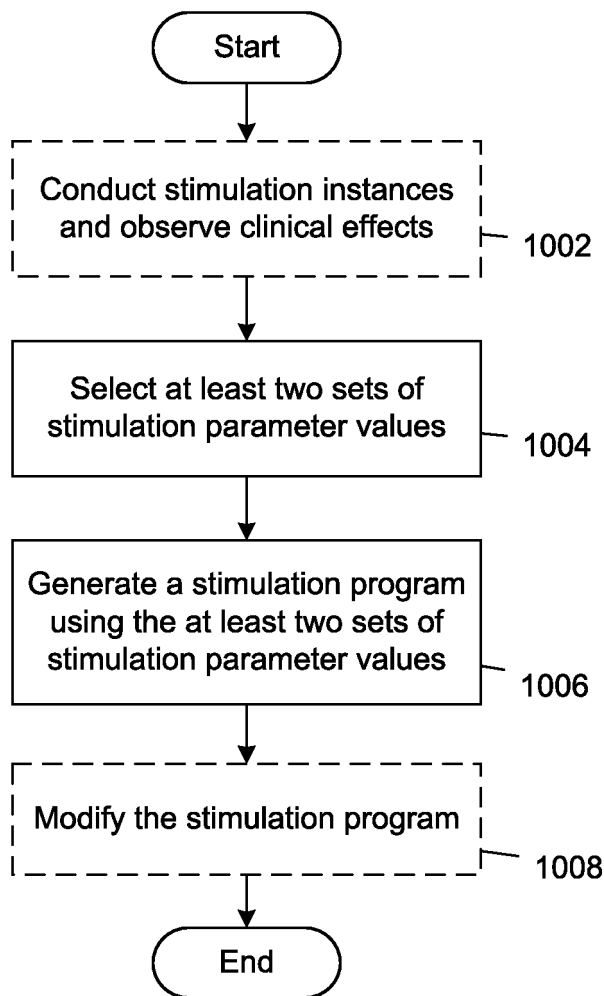 Start
Conduct stimulation instances
and observe clinical effects
1002
Select at least two sets of
stimulation parameter values
1004
Generate a stimulation program
using the at least two sets of
stimulation parameter values
1006
Modify the stimulation program
1008
End